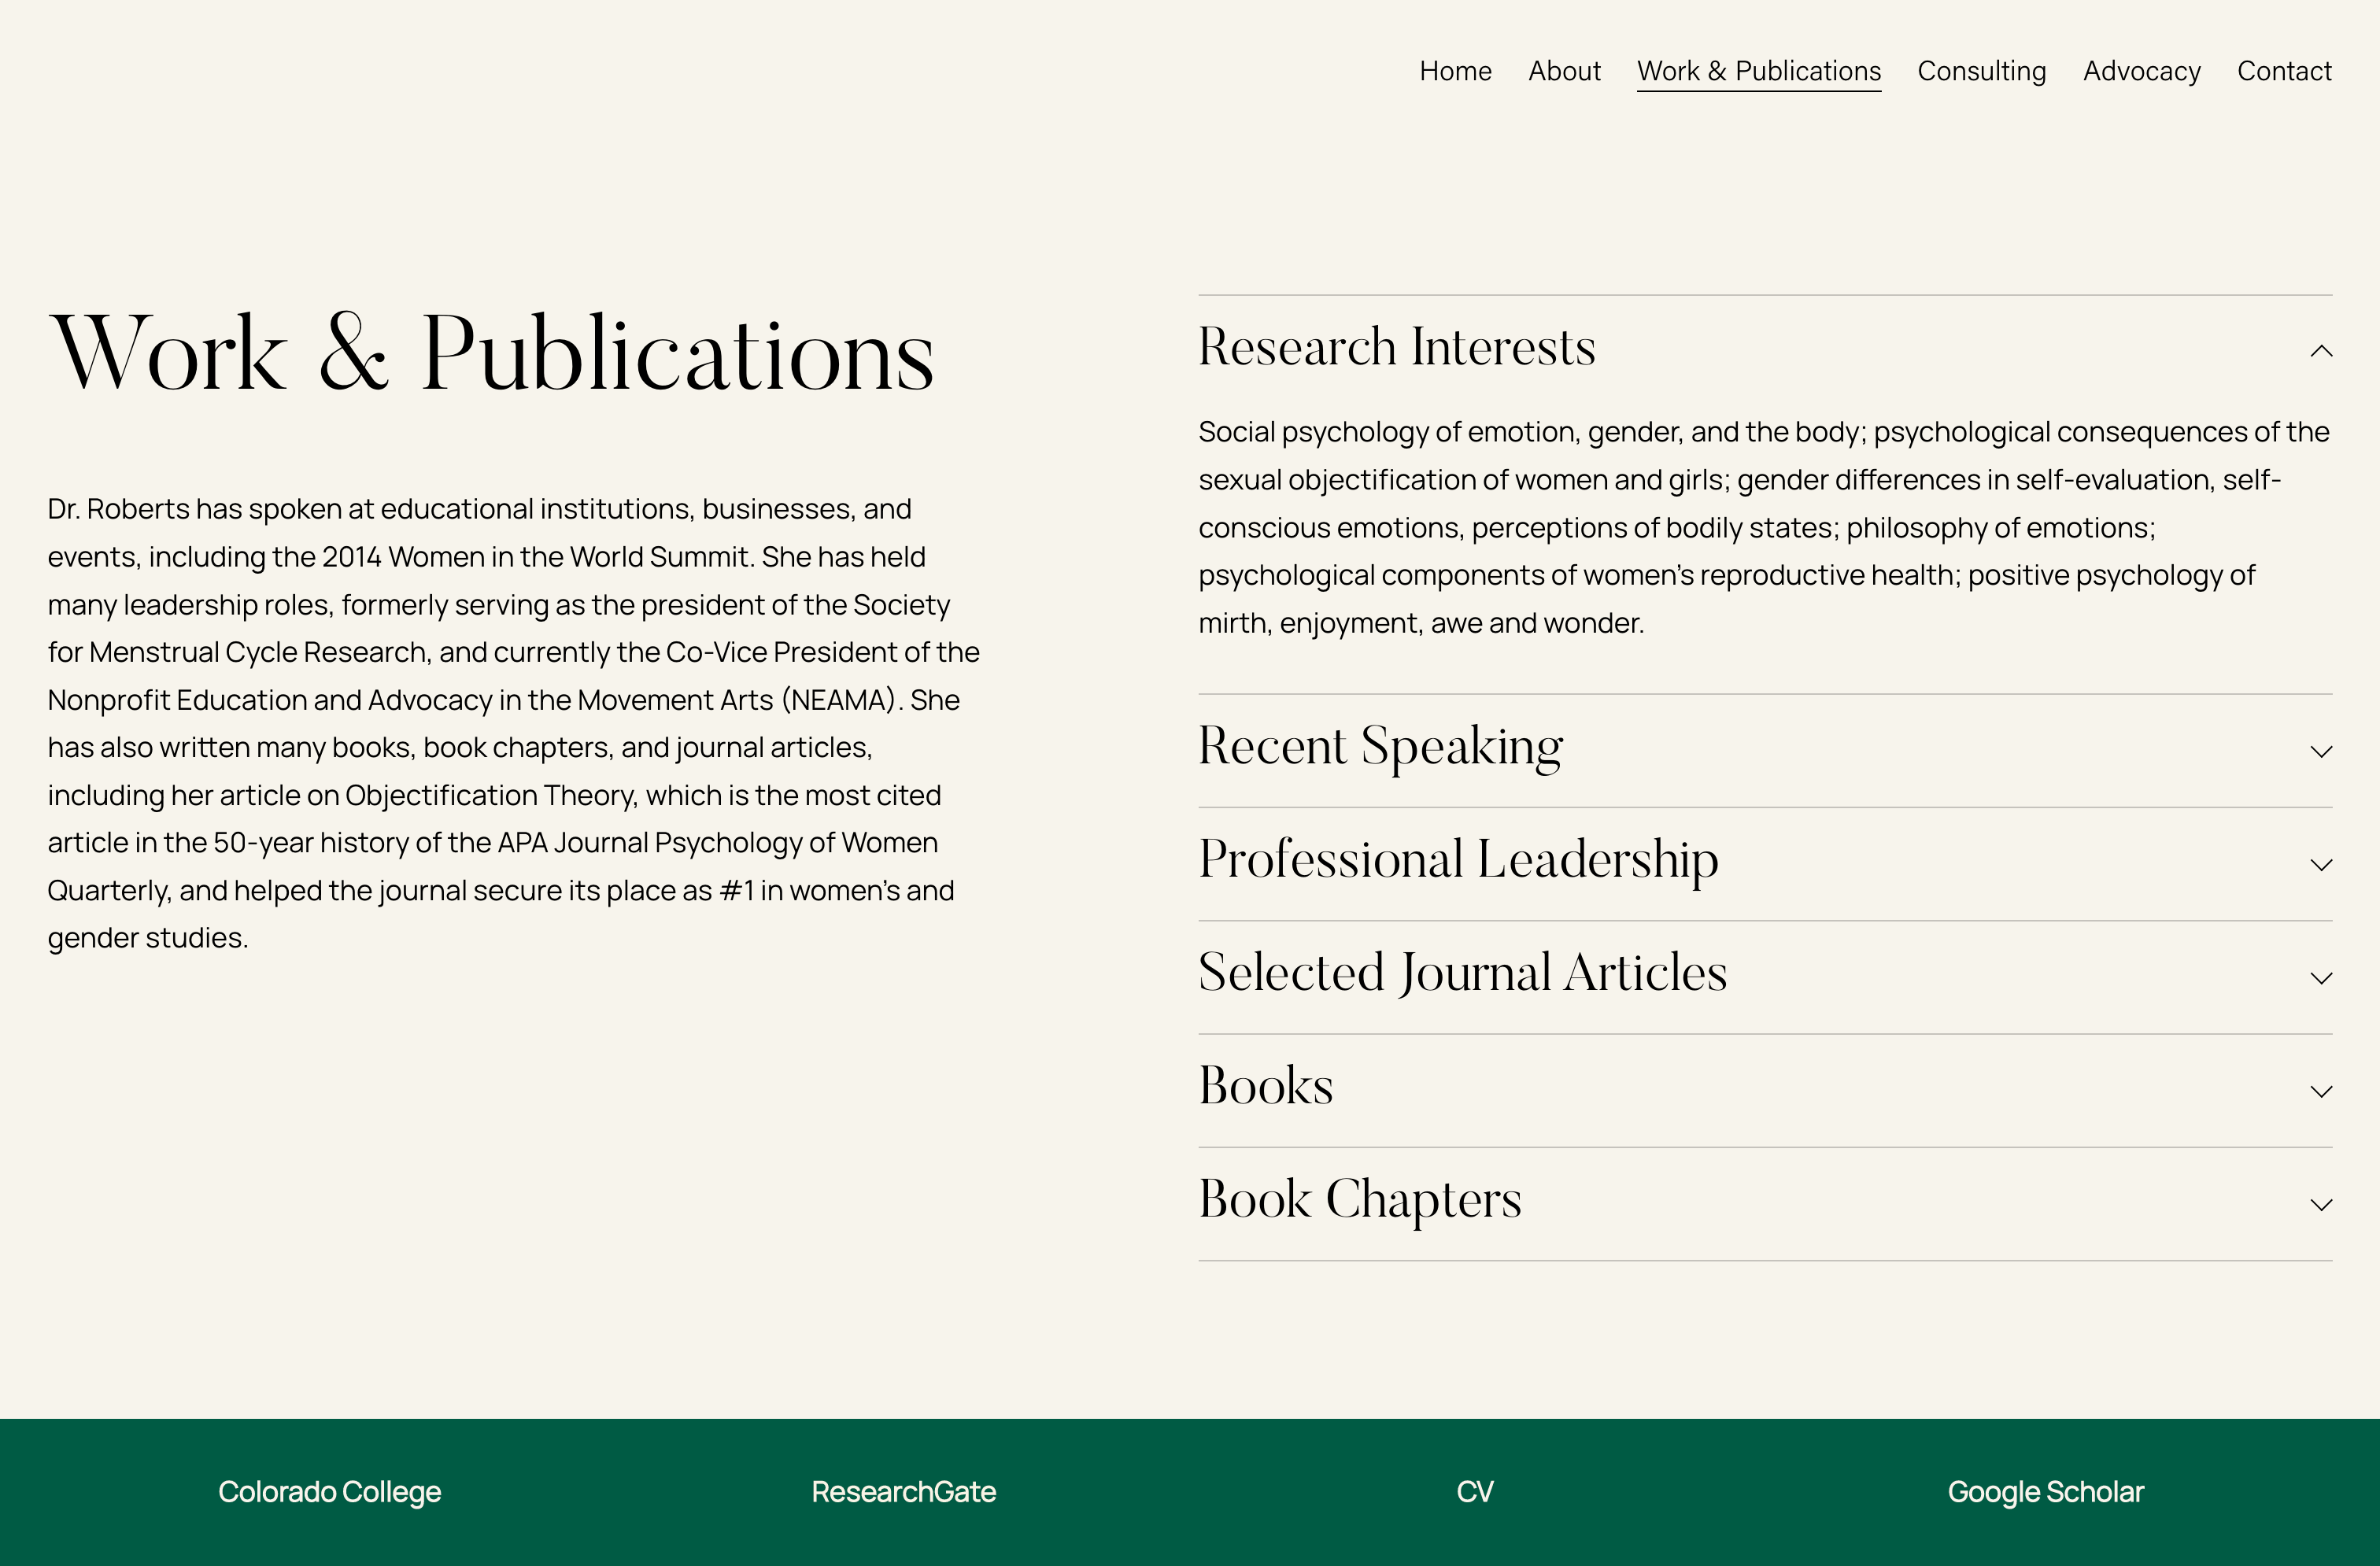 Home About Work & Publications Consulting Advocacy Contact
Work & Publications
Dr. Roberts has spoken at educational institutions, businesses, and
events, including the 2014 Women in the World Summit. She has held
many leadership roles, formerly serving as the president of the Society
for Menstrual Cycle Research, and currently the Co-Vice President of the
Nonprofit Education and Advocacy in the Movement Arts (NEAMA). She
has also written many books, book chapters, and journal articles,
including her article on Objectification Theory, which is the most cited
article in the 50-year history of the APA Journal Psychology of Women
Quarterly, and helped the journal secure its place as #1 in women’s and
gender studies.
Research Interests
Social psychology of emotion, gender, and the body; psychological consequences of the
sexual objectification of women and girls; gender differences in self-evaluation, self-
conscious emotions, perceptions of bodily states; philosophy of emotions;
psychological components of women’s reproductive health; positive psychology of
mirth, enjoyment, awe and wonder.
Recent Speaking
Professional Leadership
Selected Journal Articles
Books
Book Chapters
Colorado College ResearchGate CV Google Scholar